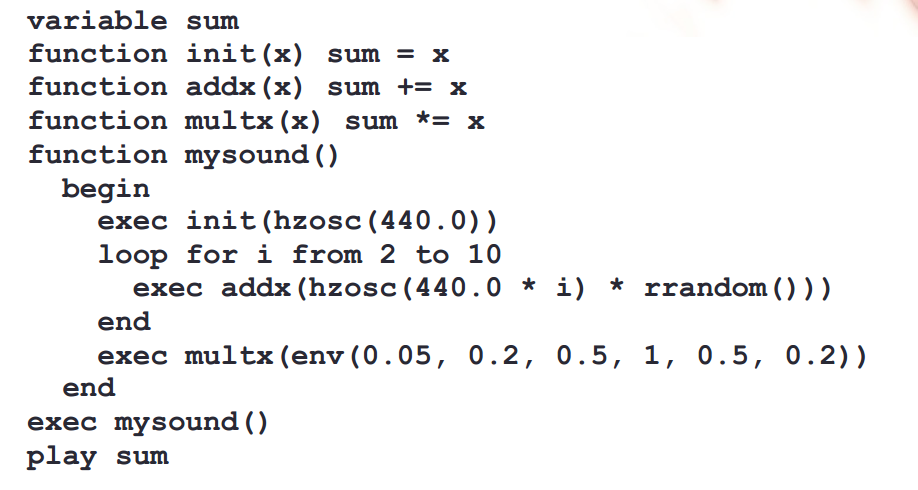 variable sum
function init(x) sum = x
function addx(x) sum += x
function multx(x) sum *= x
function mysound()
begin
exec init(hzosc(440.0))
loop for i from 2 to 10
exec addx(hzosc(440.0 * i) * rrandom()))
end
exec multx(env(0.05, 0.2, 0.5, 1, 0.5, 0.2))
end
exec mysound()
play sum